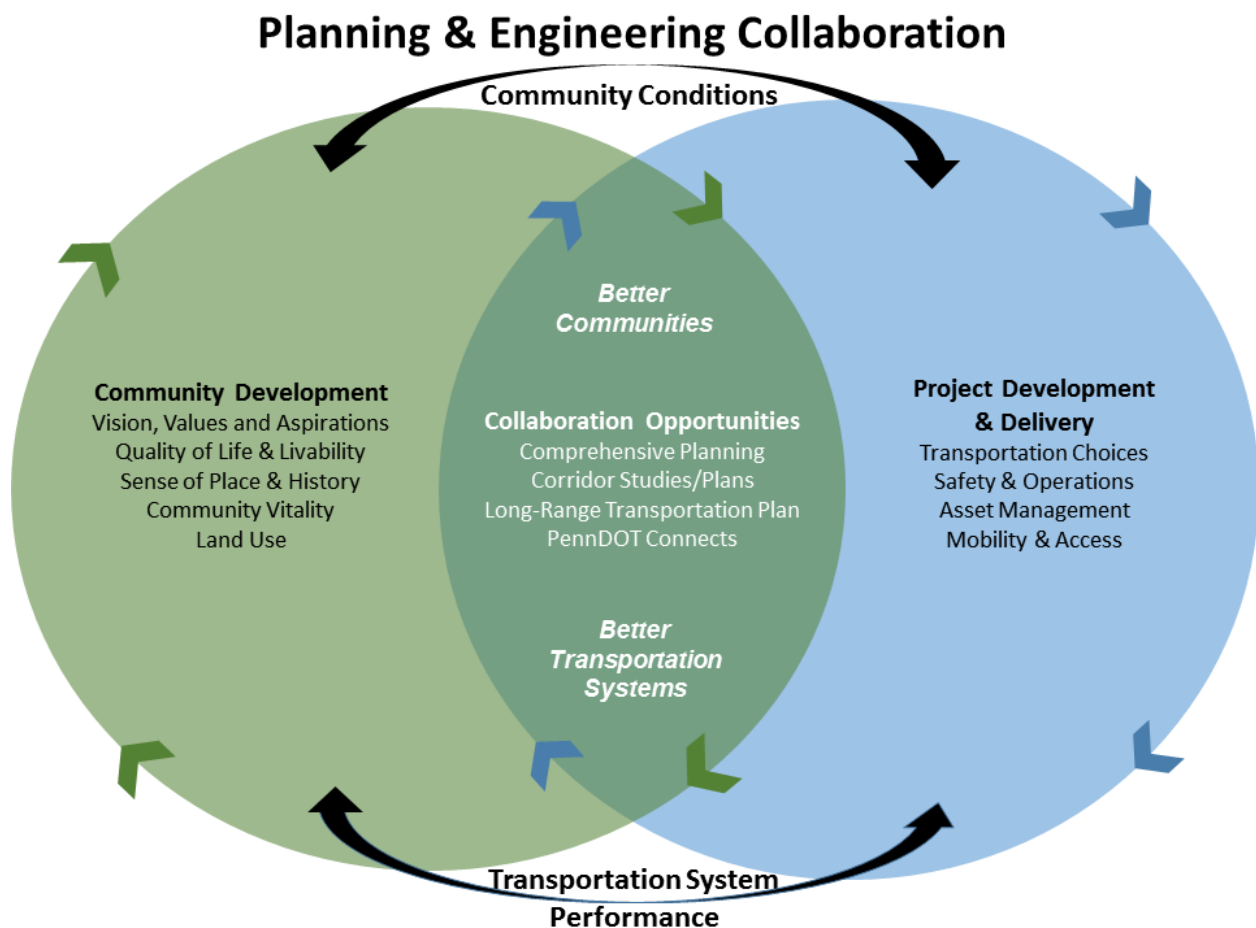 Planning & Engineering Collaboration
Community Conditions
Better
Communities
Community Development
Vision, Values and Aspirations
Quality of Life & Livability
Sense of Place & History
Community Vitality
Land Use
Collaboration Opportunities
Comprehensive Planning
Corridor Studies/Plans
Long-Range Transportation Plan
PennDOT Connects
Project Development
& Delivery
Transportation Choices
Safety & Operations
Asset Management
Mobility & Access
Better
Transportation
Systems
Transportation System
Performance